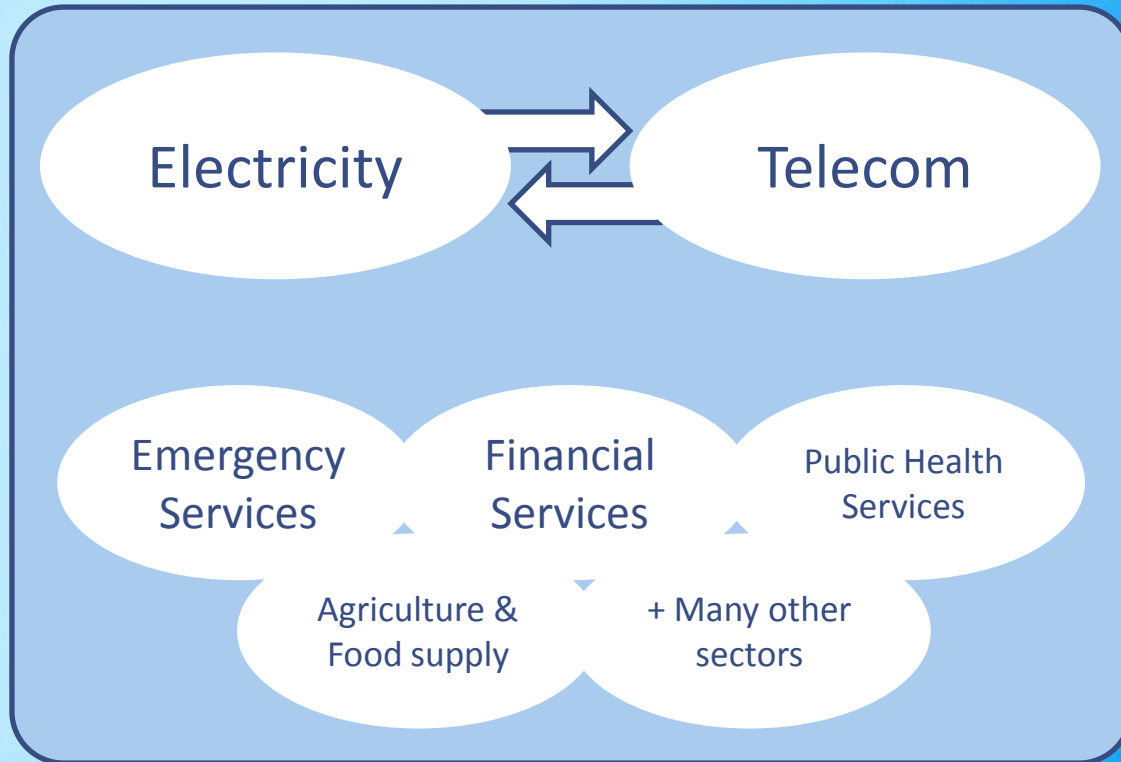 Electricity
Telecom
Emergency
Services
Financial
Services
Public Health
Services
Agriculture &
Food supply
+ Many other
sectors